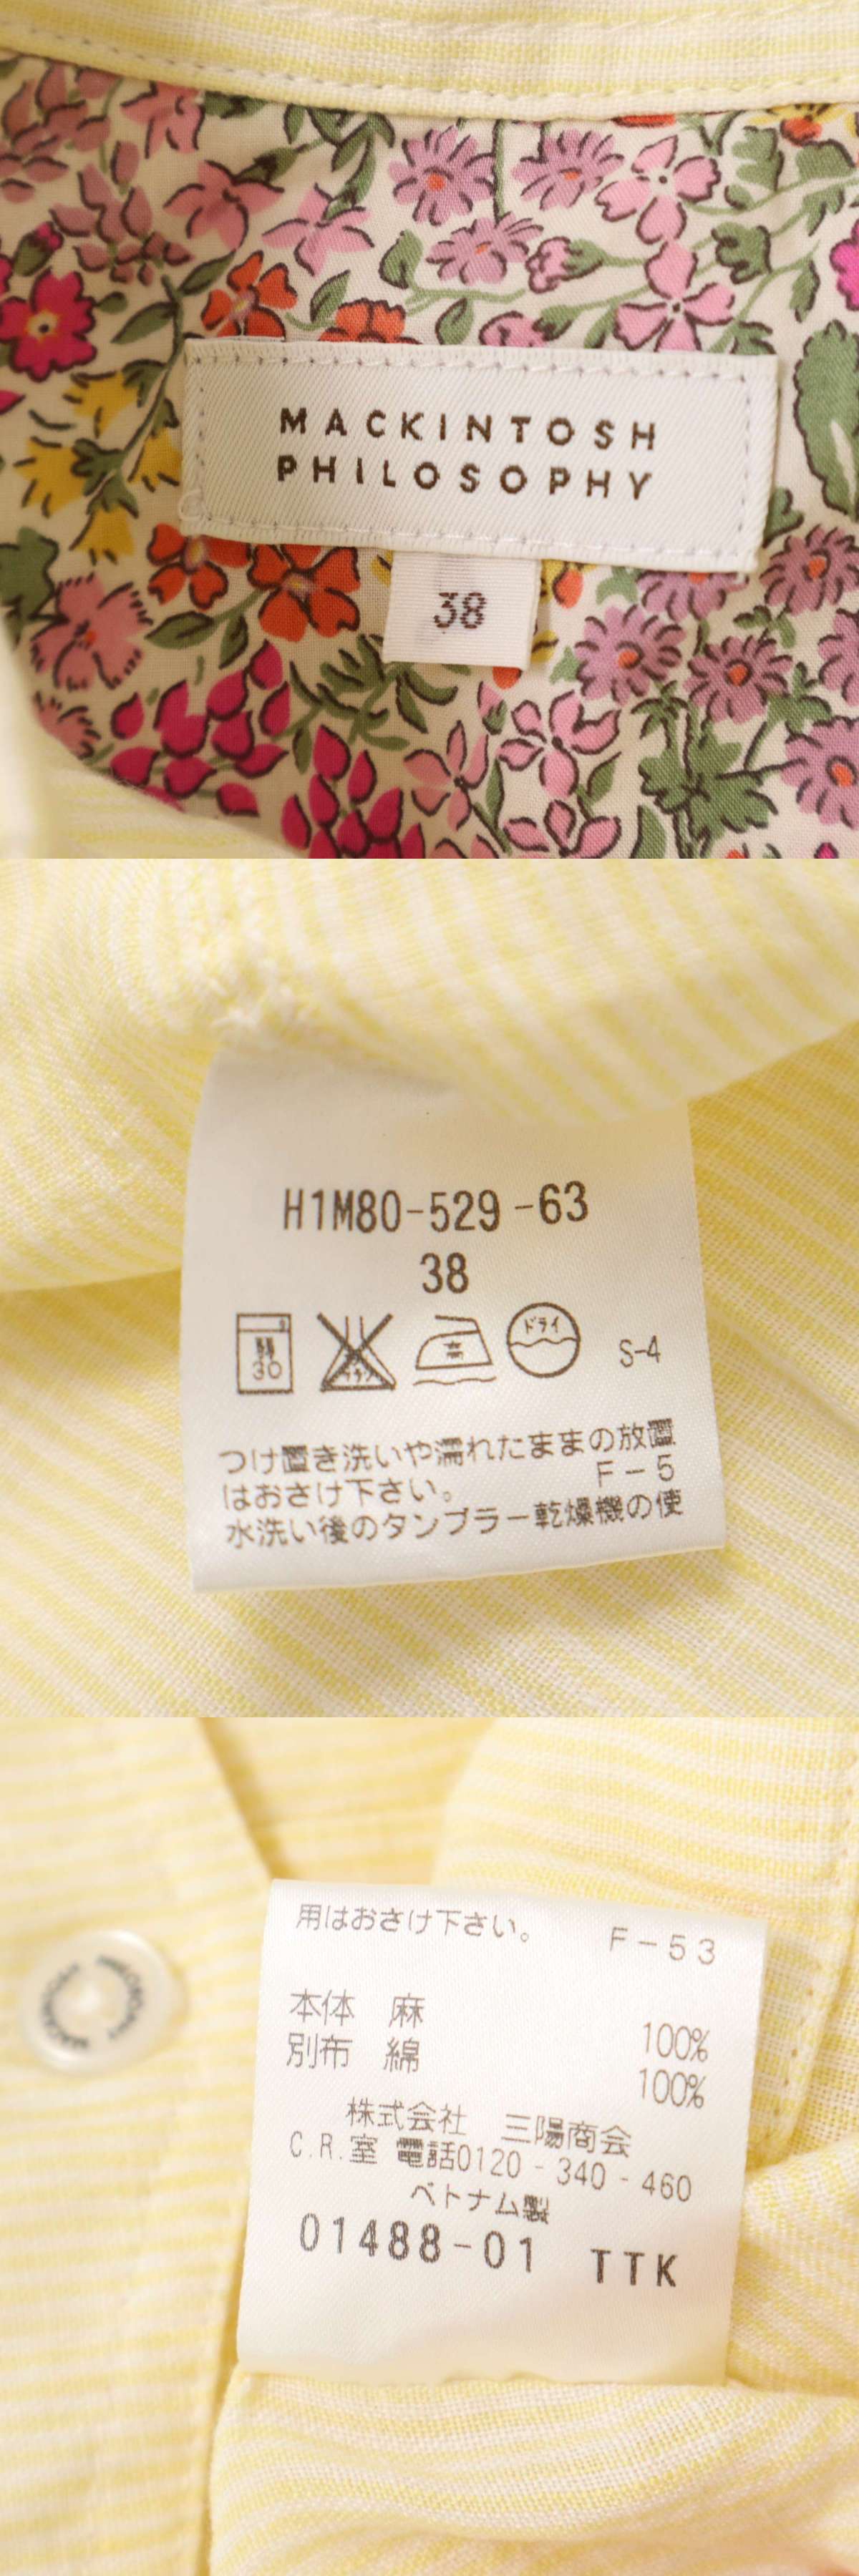 MACKINTOSH
PHILOSOPHY
38
H1M80-529-63
38
30
高
ドライ
S-4
つけ置き洗いや濡れたままの放置
はおさけ下さい。 F-5
水洗い後のタンブラー乾燥機の使
用はおさけ下さい。 F-53
本体 麻 100%
別布 綿 100%
株式会社 三陽商会
C.R.室 電話0120-340-460
ベトナム製
01488-01 TTK
MACKINTOSH PHILOSOPHY